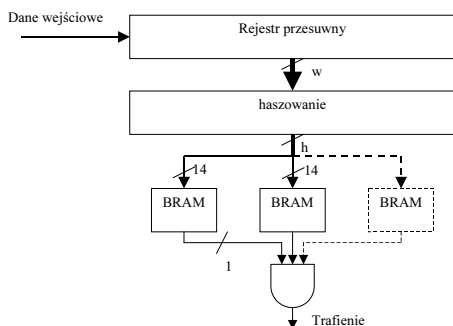 Dane wejściowe
Rejestr przesuwny
w
haszowanie
h
14
14
BRAM
BRAM
BRAM
1
Trafienie